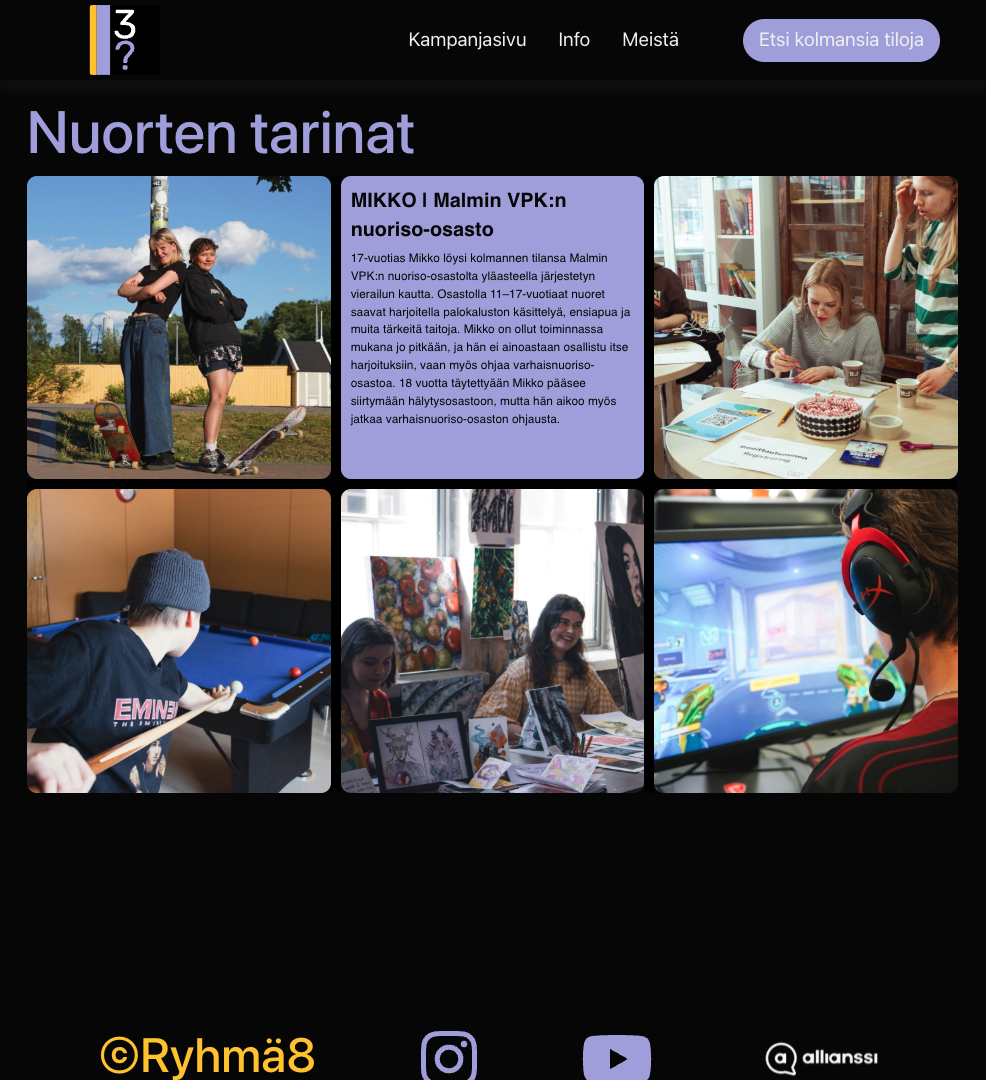 3
?
Kampanjasivu Info Meistä Etsi kolmansia tiloja
Nuorten tarinat
MIKKO | Malmin VPK:n
nuoriso-osasto
17-vuotias Mikko löysi kolmannen tilansa Malmin
VPK:n nuoriso-osastolta yläasteella järjestetyn
vierailun kautta. Osastolla 11–17-vuotiaat nuoret
saavat harjoitella palokaluston käsittelyä, ensiapua ja
muita tärkeitä taitoja. Mikko on ollut toiminnassa
mukana jo pitkään, ja hän ei ainoastaan osallistu itse
harjoituksiin, vaan myös ohjaa varhaisnuoriso-
osastoa. 18 vuotta täytettyään Mikko pääsee
siirtymään hälytysosastoon, mutta hän aikoo myös
jatkaa varhaisnuoriso-osaston ohjausta.
Ilmoittautuminen
Registrering
EMINEM
©Ryhmä8
a allianssi